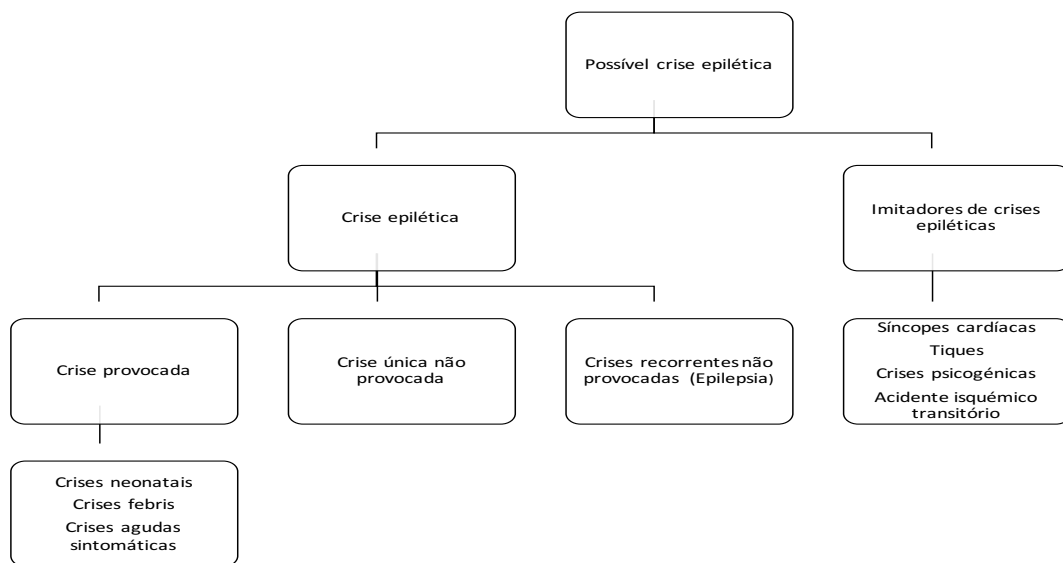 Possível crise epilética
Crise epilética
Imitadores de crises
epiléticas
Crise provocada
Crise única não
provocada
Crises recorrentes não
provocadas (Epilepsia)
Síncopes cardíacas
Tiques
Crises psicogénicas
Acidente isquémico
transitório
Crises neonatais
Crises febris
Crises agudas
sintomáticas